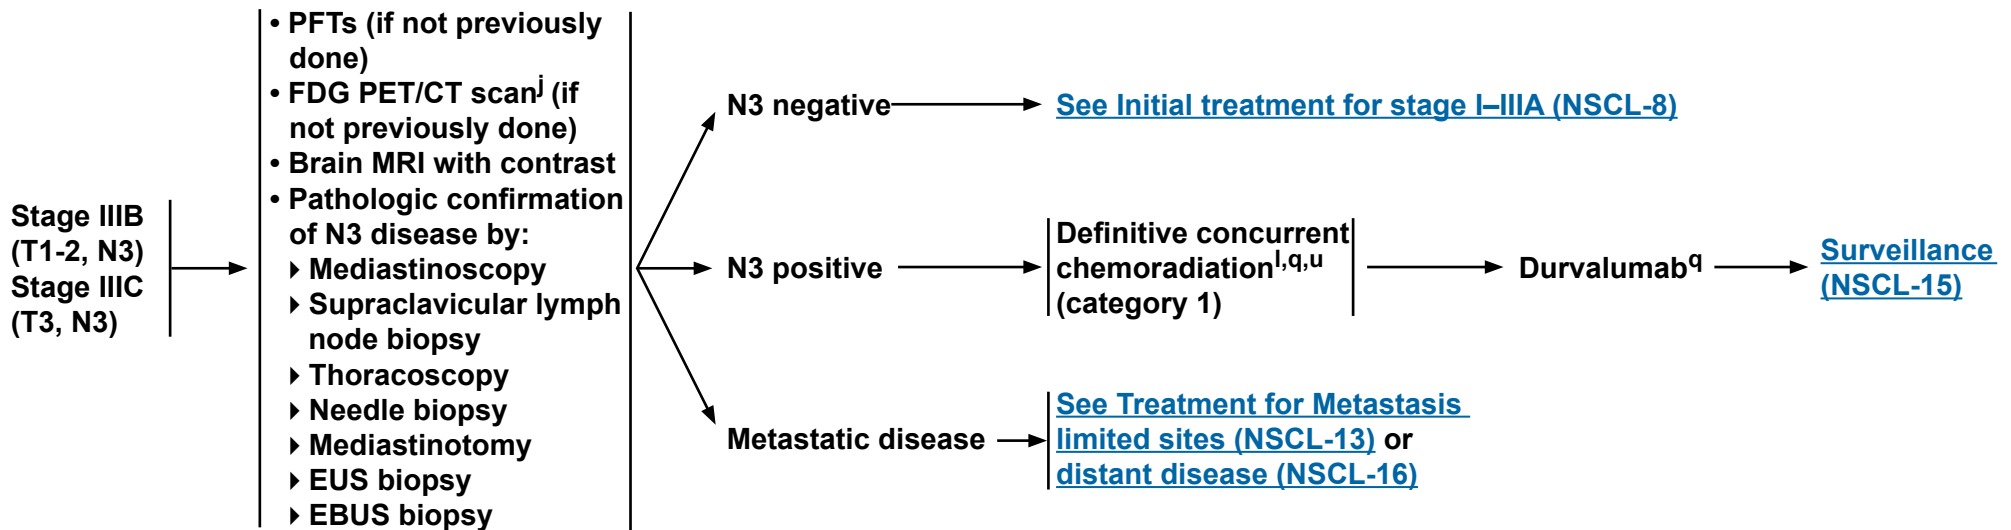 Stage IIIB
(T1-2, N3)
Stage IIIC
(T3, N3)
• PFTs (if not previously
done)
• FDG PET/CT scanj (if
not previously done)
• Brain MRI with contrast
• Pathologic confirmation
of N3 disease by:
▸ Mediastinoscopy
▸ Supraclavicular lymph
node biopsy
▸ Thoracoscopy
▸ Needle biopsy
▸ Mediastinotomy
▸ EUS biopsy
▸ EBUS biopsy
N3 negative
See Initial treatment for stage I–IIIA (NSCL-8)
N3 positive
Definitive concurrent
chemoradiationl,q,u
(category 1)
Durvalumabq
Surveillance
(NSCL-15)
Metastatic disease
See Treatment for Metastasis
limited sites (NSCL-13) or
distant disease (NSCL-16)